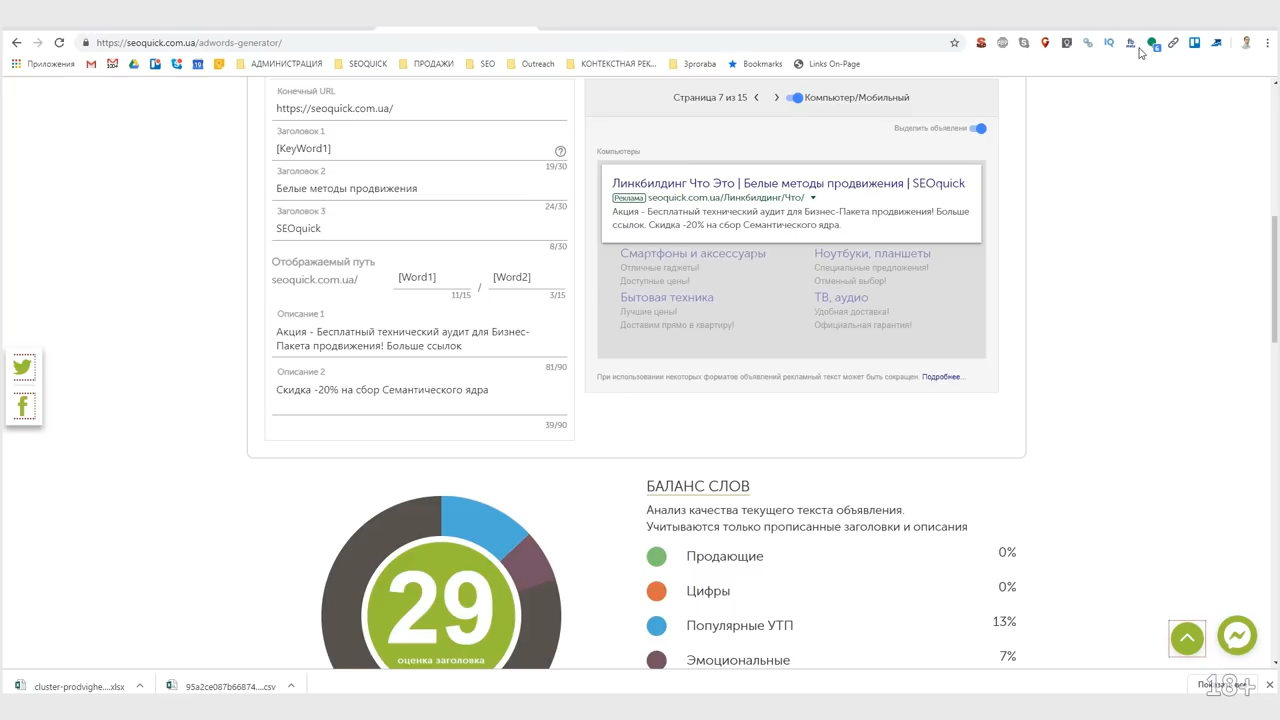 https://seoquick.com.ua/adwords-generator/
Приложения
АДМИНИСТРАЦИЯ
SEOQUICK
ПРОДАЖИ
SEO
Outreach
КОНТЕКСТНАЯ РЕК...
3proraba
Bookmarks
Links On-Page
Конечный URL
https://seoquick.com.ua/
Заголовок 1
[KeyWord1]
19/30
Заголовок 2
Белые методы продвижения
24/30
Заголовок 3
SEOquick
8/30
Отображаемый путь
seoquick.com.ua/ [Word1] / [Word2]
11/15 3/15
Описание 1
Акция - Бесплатный технический аудит для Бизнес-
Пакета продвижения! Больше ссылок
81/90
Описание 2
Скидка -20% на сбор Семантического ядра
39/90
Страница 7 из 15
Компьютер/Мобильный
Выделить объявлени
Компьютеры
Линкбилдинг Что Это | Белые методы продвижения | SEOquick
Реклама seoquick.com.ua/Линкбилдинг/Что/
Акция - Бесплатный технический аудит для Бизнес-Пакета продвижения! Больше
ссылок. Скидка -20% на сбор Семантического ядра.
Смартфоны и аксессуары
Отличные гаджеты!
Доступные цены!
Ноутбуки, планшеты
Специальные предложения!
Отменный выбор!
Бытовая техника
Лучшие цены!
Доставим прямо в квартиру!
ТВ, аудио
Удобная доставка!
Официальная гарантия!
При использовании некоторых форматов объявлений рекламный текст может быть сокращен. Подробнее...
29
оценка заголовка
БАЛАНС СЛОВ
Анализ качества текущего текста объявления.
Учитываются только прописанные заголовки и описания
Продающие 0%
Цифры 0%
Популярные УТП 13%
Эмоциональные 7%
cluster-prodvighe....xlsx
95a2ce087b66874....csv
18+